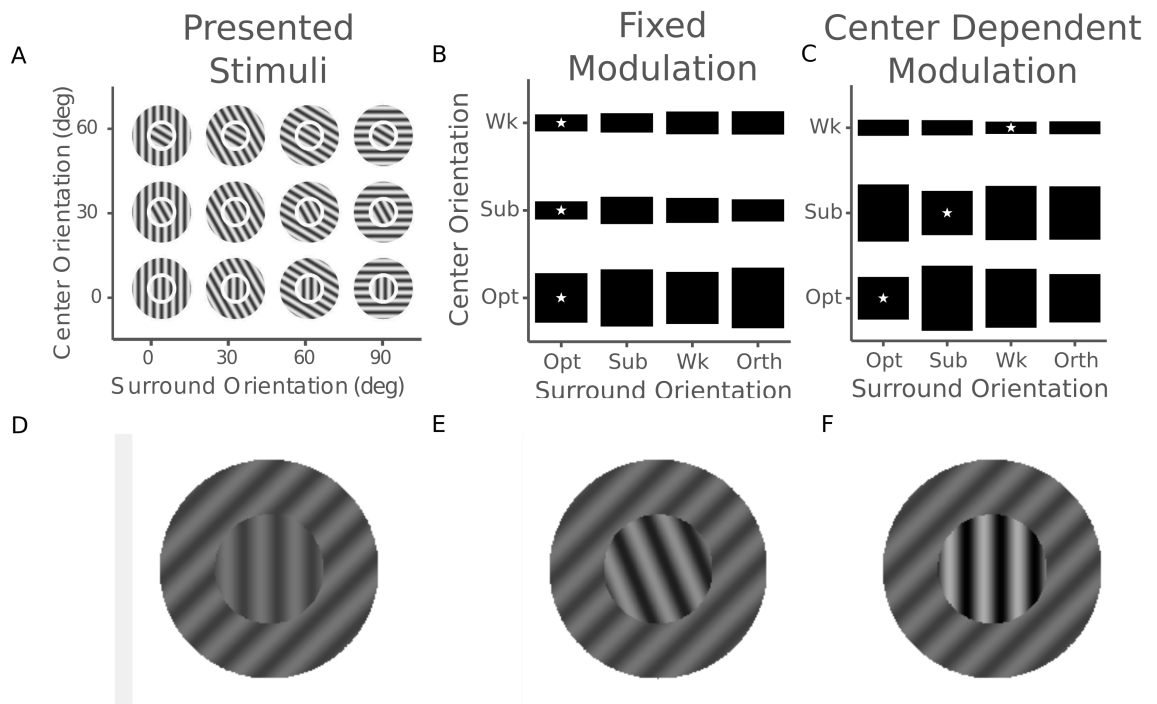 A
Presented
Stimuli
Center Orientation (deg)
60
30
0
0 30 60 90
Surround Orientation (deg)
B
Fixed
Modulation
Center Orientation
Wk
Sub
Opt
Opt Sub Wk Orth
Surround Orientation
C
Center Dependent
Modulation
Wk
Sub
Opt
Opt Sub Wk Orth
Surround Orientation
D
E
F